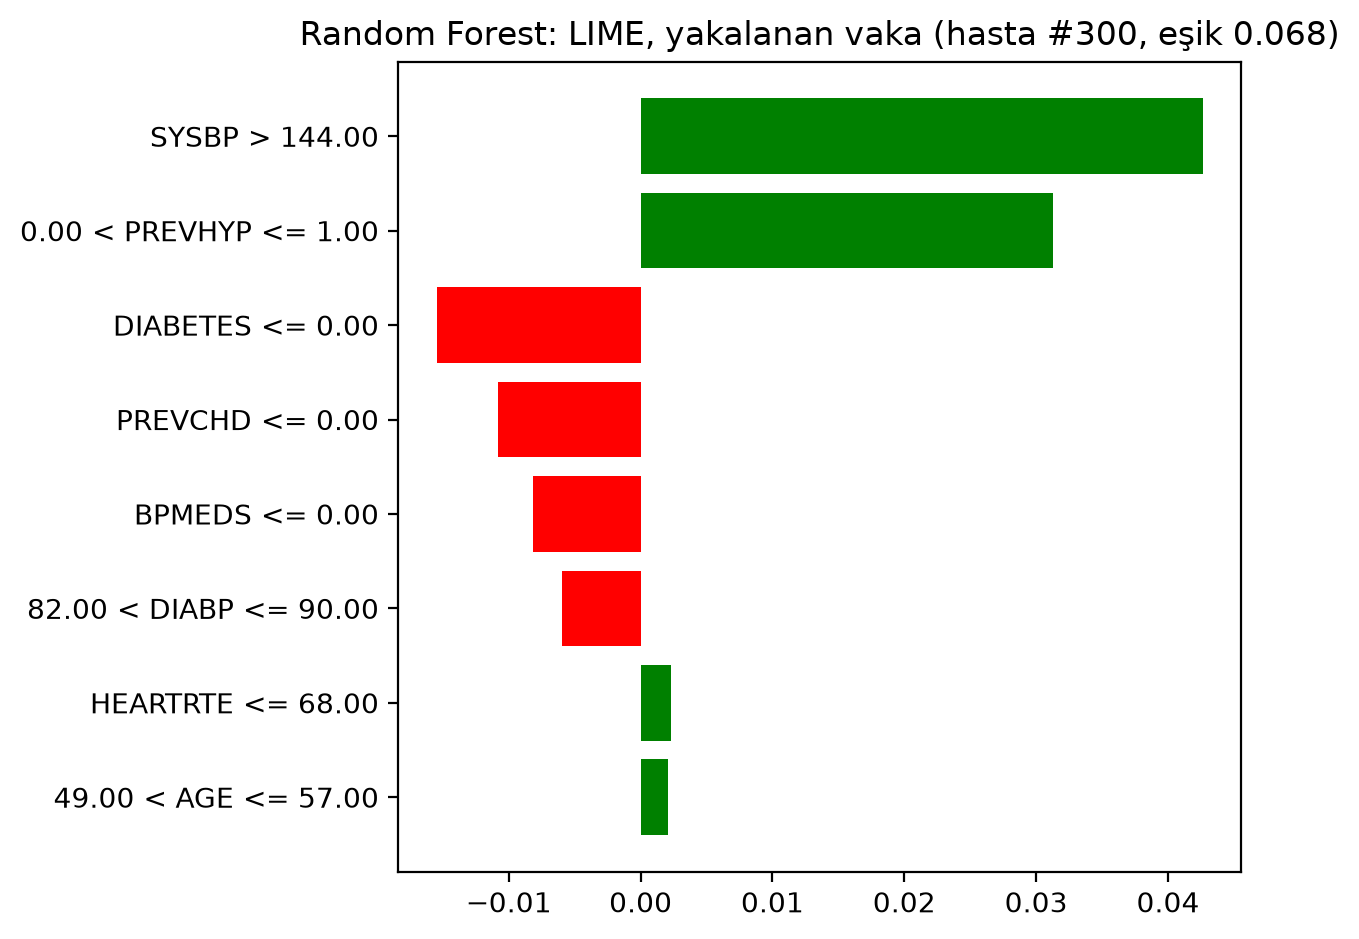 Random Forest: LIME, yakalanan vaka (hasta #300, eşik 0.068)
SYSBP > 144.00
0.00 < PREVHYP <= 1.00
DIABETES <= 0.00
PREVCHD <= 0.00
BPMEDS <= 0.00
82.00 < DIABP <= 90.00
HEARTRTE <= 68.00
49.00 < AGE <= 57.00
−0.01 0.00 0.01 0.02 0.03 0.04